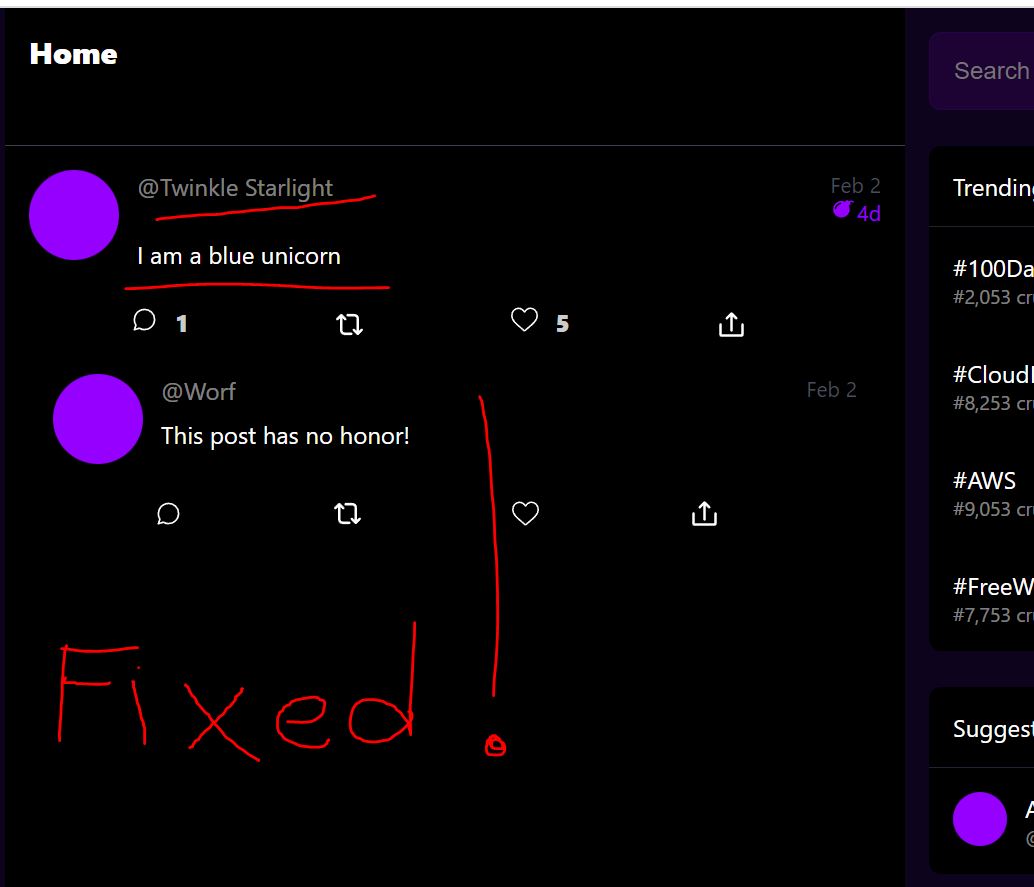 Home
Search
@Twinkle Starlight
Feb 2
4d
I am a blue unicorn
1
5
@Worf
Feb 2
This post has no honor!
Fixed!
Trending
#100Da
#2,053 cr
#Cloud
#8,253 cr
#AWS
#9,053 cr
#FreeW
#7,753 cr
Suggest
A
@